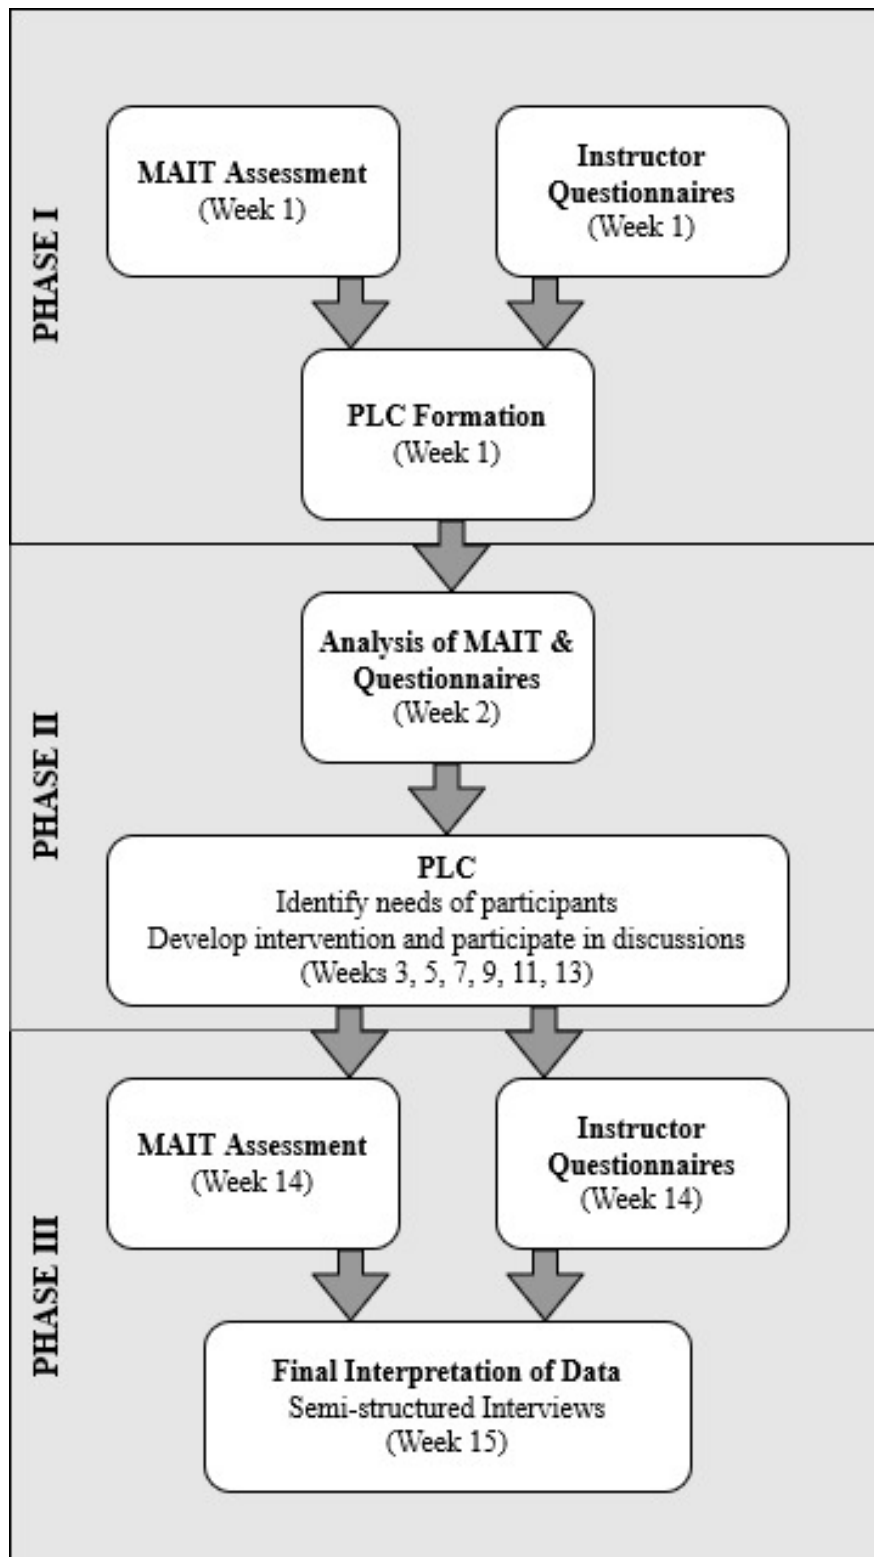 PHASE I
MAIT Assessment
(Week 1)
Instructor
Questionnaires
(Week 1)
PLC Formation
(Week 1)
PHASE II
Analysis of MAIT &
Questionnaires
(Week 2)
PLC
Identify needs of participants
Develop intervention and participate in discussions
(Weeks 3, 5, 7, 9, 11, 13)
PHASE III
MAIT Assessment
(Week 14)
Instructor
Questionnaires
(Week 14)
Final Interpretation of Data
Semi-structured Interviews
(Week 15)